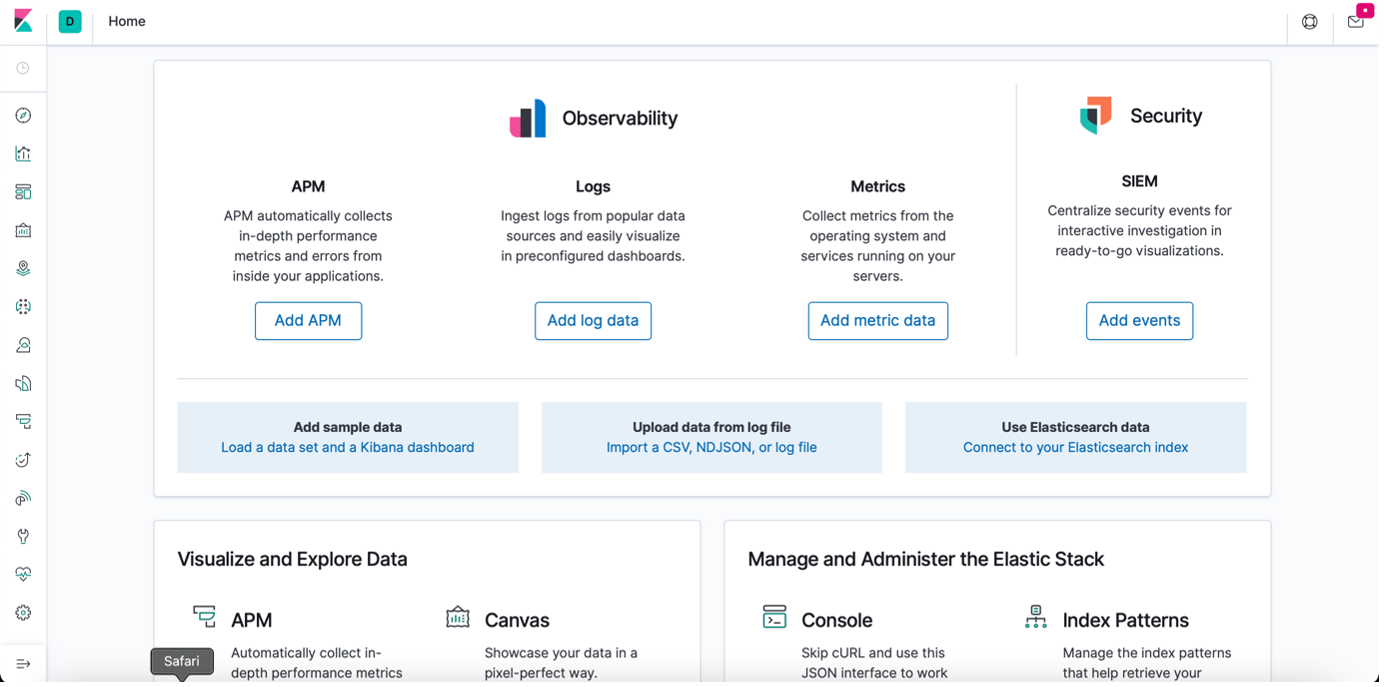 D Home
Observability
Security
APM
Logs
Metrics
SIEM
APM automatically collects
in-depth performance
metrics and errors from
inside your applications.
Ingest logs from popular data
sources and easily visualize
in preconfigured dashboards.
Collect metrics from the
operating system and
services running on your
servers.
Centralize security events for
interactive investigation in
ready-to-go visualizations.
Add APM
Add log data
Add metric data
Add events
Add sample data
Load a data set and a Kibana dashboard
Upload data from log file
Import a CSV, NDJSON, or log file
Use Elasticsearch data
Connect to your Elasticsearch index
Visualize and Explore Data
APM
Automatically collect in-
depth performance metrics
Canvas
Showcase your data in a
pixel-perfect way.
Manage and Administer the Elastic Stack
Console
Skip cURL and use this
JSON interface to work
Index Patterns
Manage the index patterns
that help retrieve your
Safari